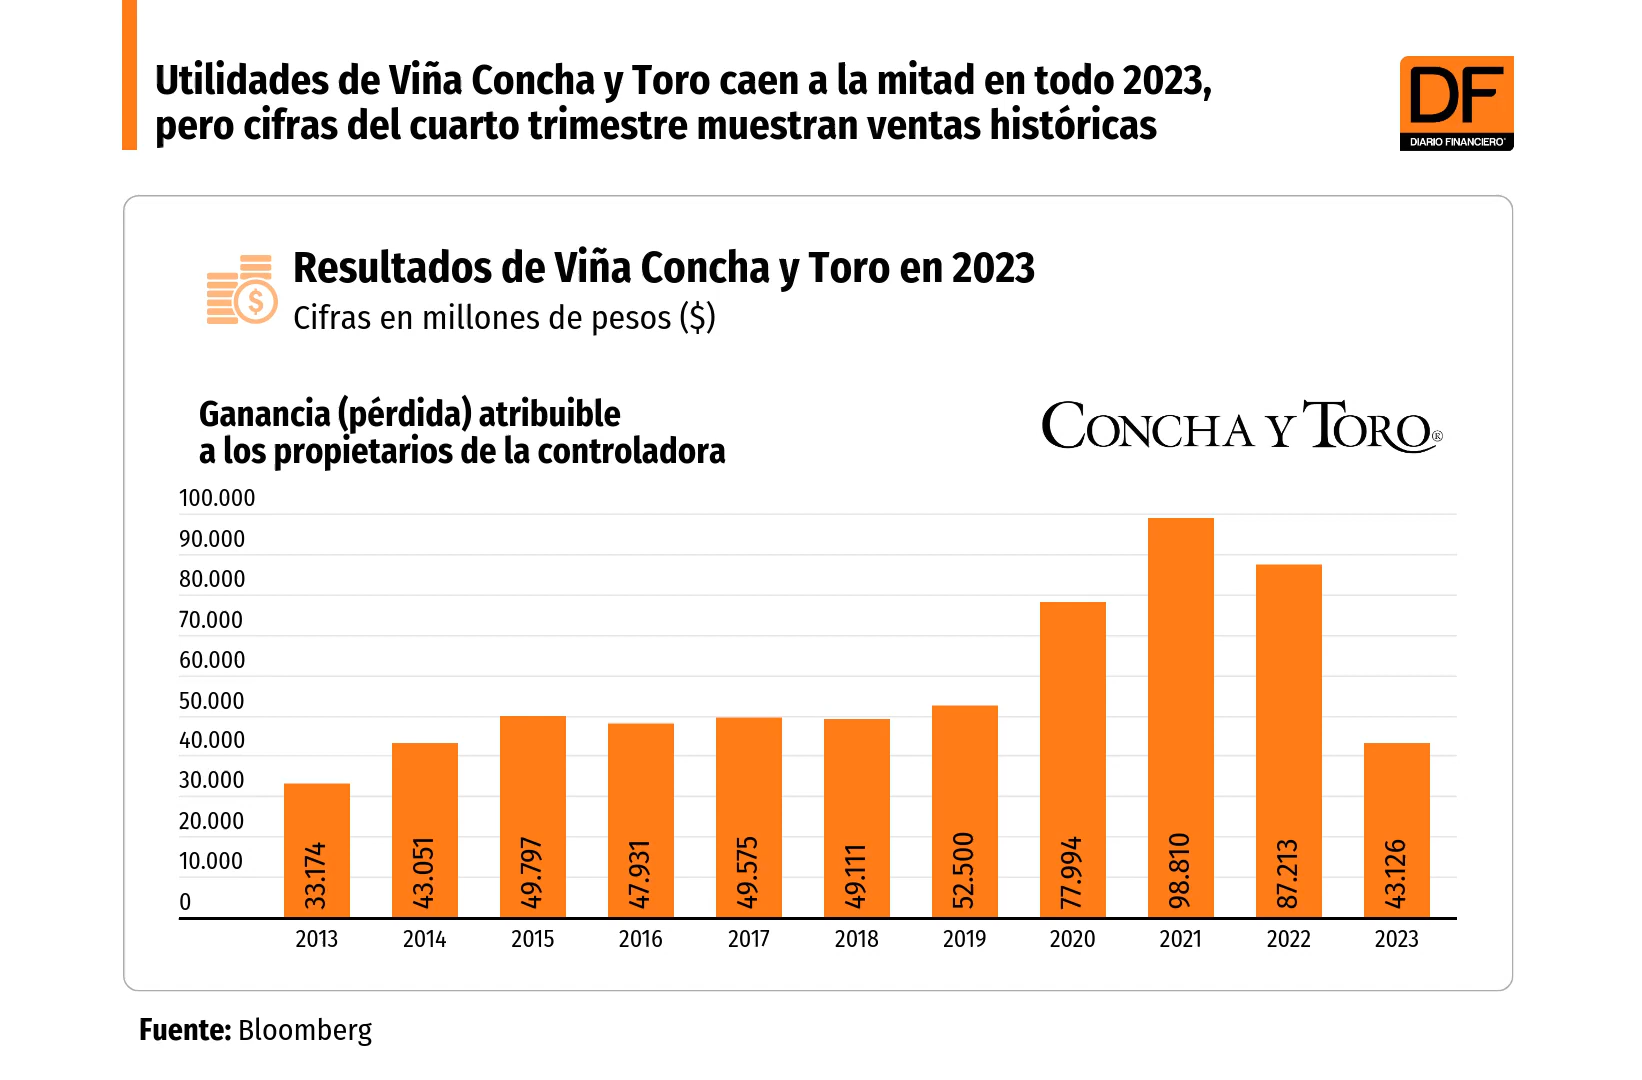 Utilidades de Viña Concha y Toro caen a la mitad en todo 2023,
pero cifras del cuarto trimestre muestran ventas históricas
DF
DIARIO FINANCIERO®
Resultados de Viña Concha y Toro en 2023
Cifras en millones de pesos ($)
$
Ganancia (pérdida) atribuible
a los propietarios de la controladora
CONCHA Y TORO®
100.000
90.000
80.000
70.000
60.000
50.000
40.000
30.000
20.000
10.000
0
33.174
43.051
49.797
47.931
49.575
49.111
52.500
77.994
98.810
87.213
43.126
2013 2014 2015 2016 2017 2018 2019 2020 2021 2022 2023
Fuente: Bloomberg